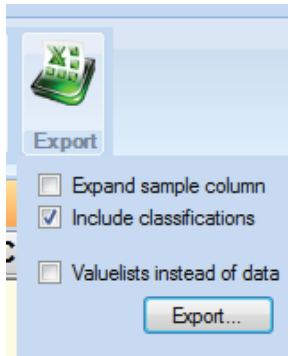 Export
Expand sample column
Include classifications
C
Valuelists instead of data
Export...